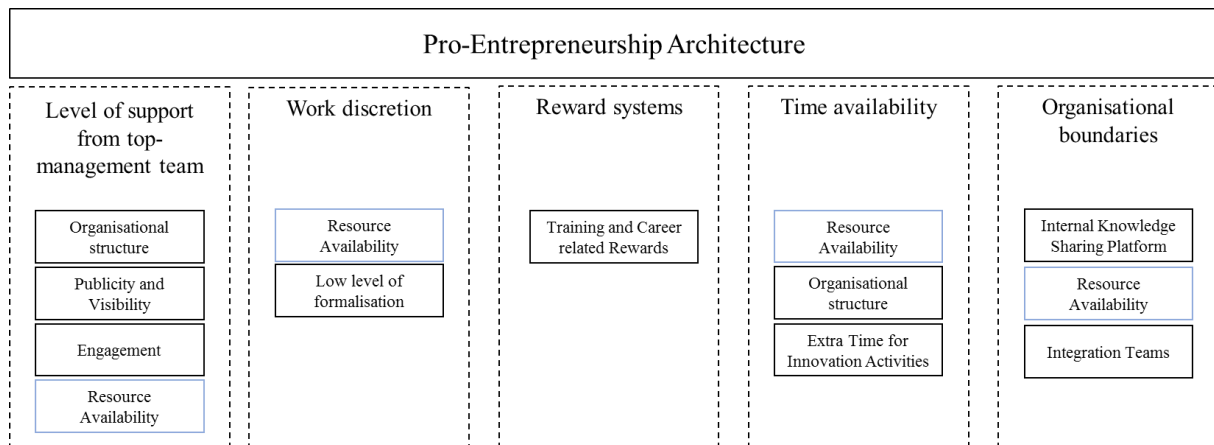 Pro-Entrepreneurship Architecture
Level of support
from top-
management team
Organisational
structure
Publicity and
Visibility
Engagement
Resource
Availability
Work discretion
Resource
Availability
Low level of
formalisation
Reward systems
Training and Career
related Rewards
Time availability
Resource
Availability
Organisational
structure
Extra Time for
Innovation Activities
Organisational
boundaries
Internal Knowledge
Sharing Platform
Resource
Availability
Integration Teams